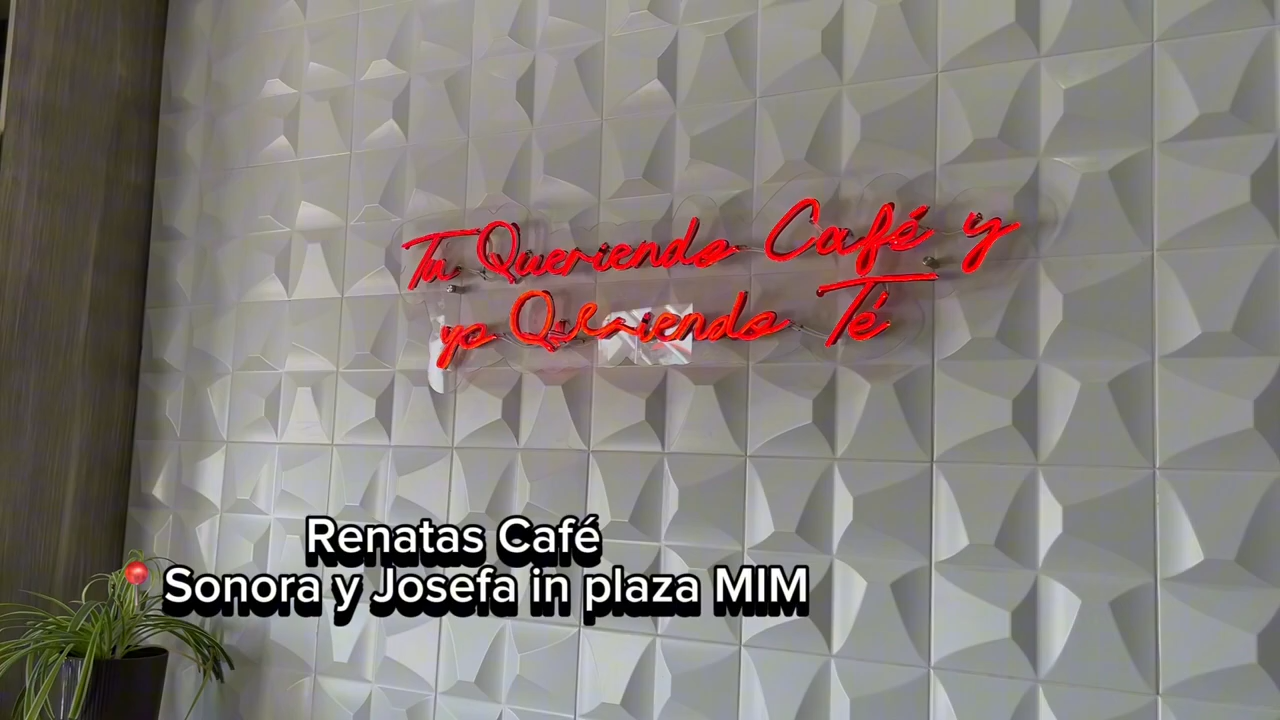 Tu Queriendo Café y
yo Queriendo Té
Renatas Café
Sonora y Josefa in plaza MIM